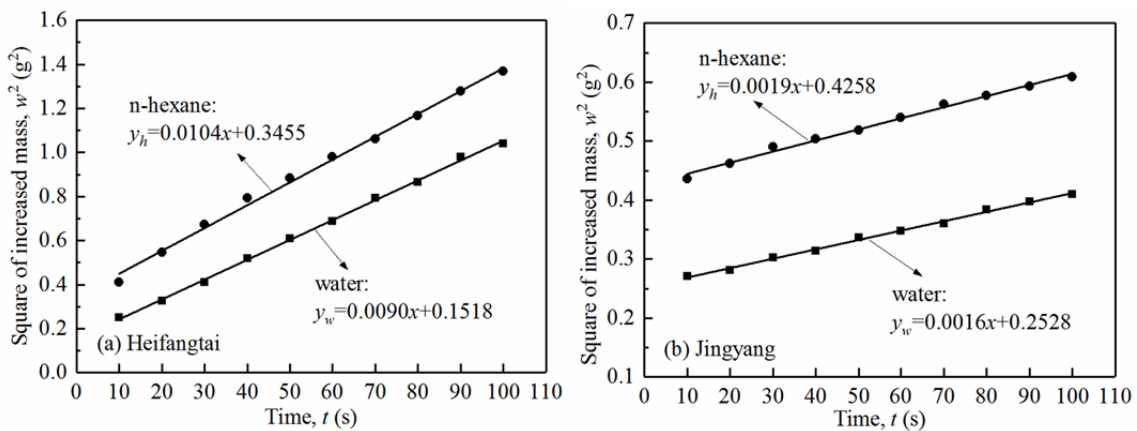 Square of increased mass, w² (g²)
1.6
1.4
1.2
1.0
0.8
0.6
0.4
0.2
0.0
n-hexane:
yₕ=0.0104x+0.3455
water:
y_w=0.0090x+0.1518
(a) Heifangtai
0 10 20 30 40 50 60 70 80 90 100 110
Time, t (s)
Square of increased mass, w² (g²)
0.7
0.6
0.5
0.4
0.3
0.2
0.1
n-hexane:
yₕ=0.0019x+0.4258
water:
y_w=0.0016x+0.2528
(b) Jingyang
0 10 20 30 40 50 60 70 80 90 100 110
Time, t (s)